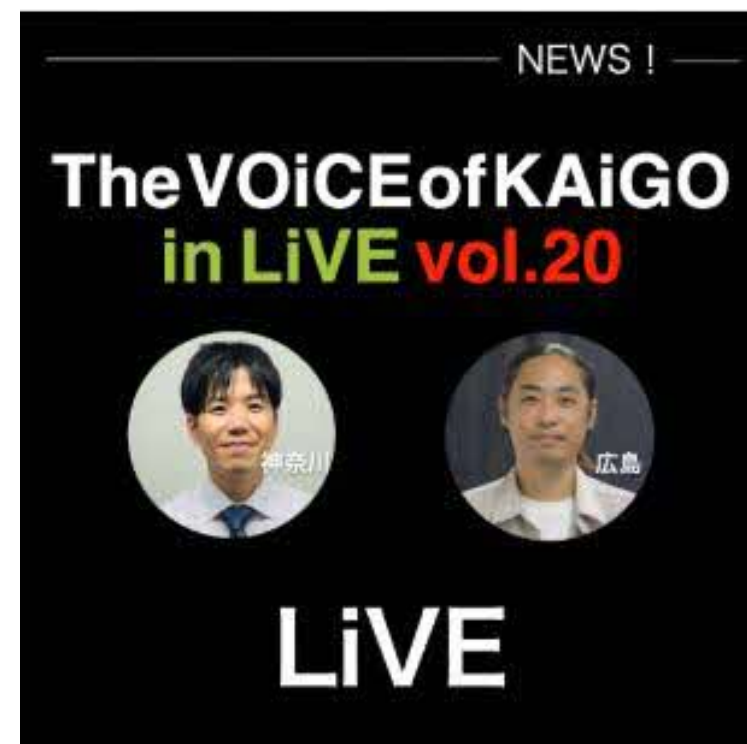 NEWS !
The VOiCE of KAiGO
in LiVE vol.20
神奈川
広島
LiVE